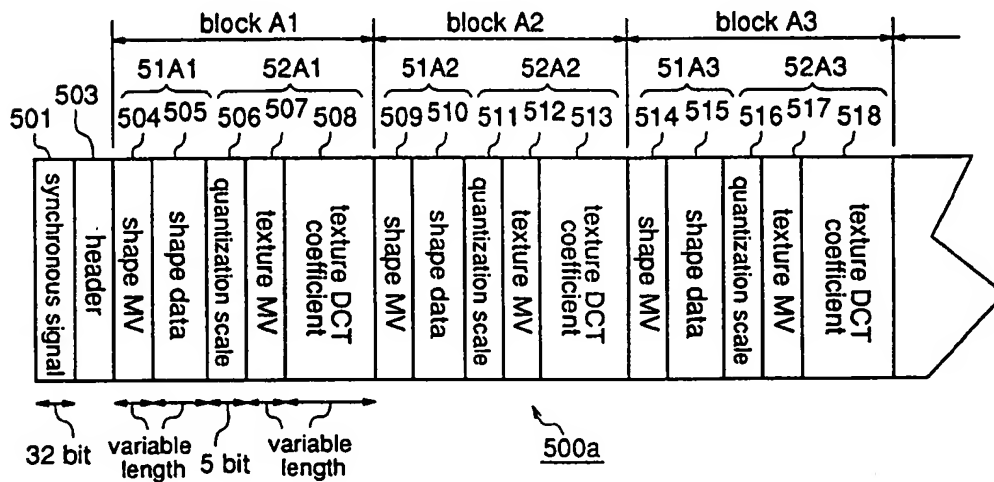 block A1 block A2 block A3
51A1 52A1 51A2 52A2 51A3 52A3
501 503 504 505 506 507 508 509 510 511 512 513 514 515 516 517 518
synchronous signal
header
shape MV
shape data
quantization scale
texture MV
texture DCT
coefficient
shape MV
shape data
quantization scale
texture MV
texture DCT
coefficient
shape MV
shape data
quantization scale
texture MV
texture DCT
coefficient
32 bit variable length 5 bit variable length
500a